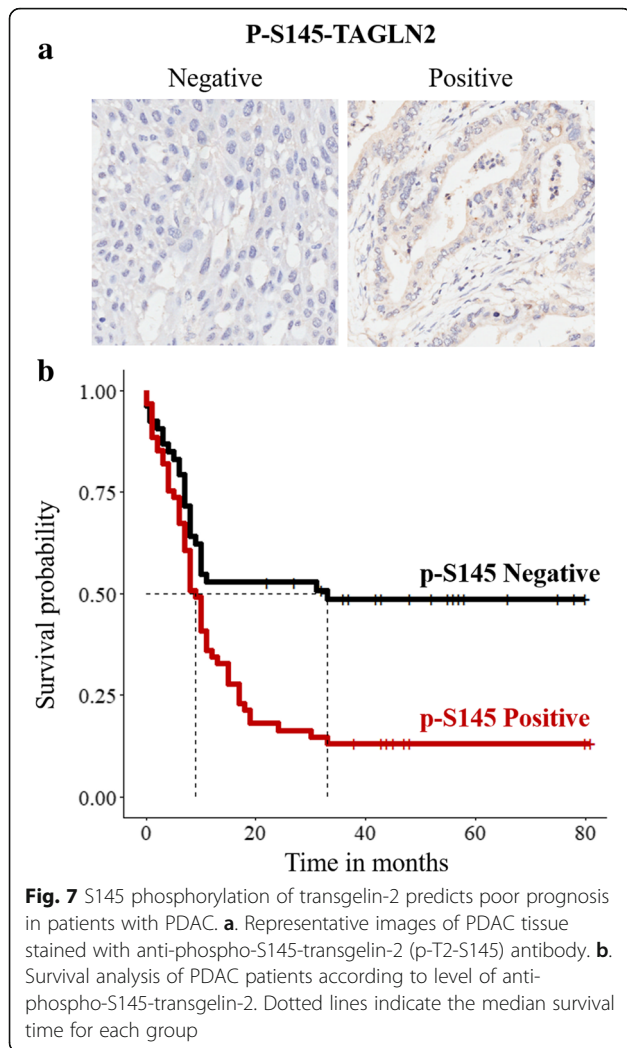 P-S145-TAGLN2
a
Negative Positive
b
1.00
0.75
0.50
0.25
0.00
Survival probability
p-S145 Negative
p-S145 Positive
0 20 40 60 80
Time in months
Fig. 7 S145 phosphorylation of transgelin-2 predicts poor prognosis
in patients with PDAC. a. Representative images of PDAC tissue
stained with anti-phospho-S145-transgelin-2 (p-T2-S145) antibody. b.
Survival analysis of PDAC patients according to level of anti-
phospho-S145-transgelin-2. Dotted lines indicate the median survival
time for each group